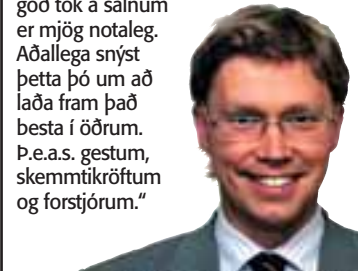 góð tök á salnum
er mjög notaleg.
Aðallega snýst
þetta þó um að
laða fram það
besta í öðrum.
Þ.e.a.s. gestum,
skemmtikröftum
og forstjórum.“